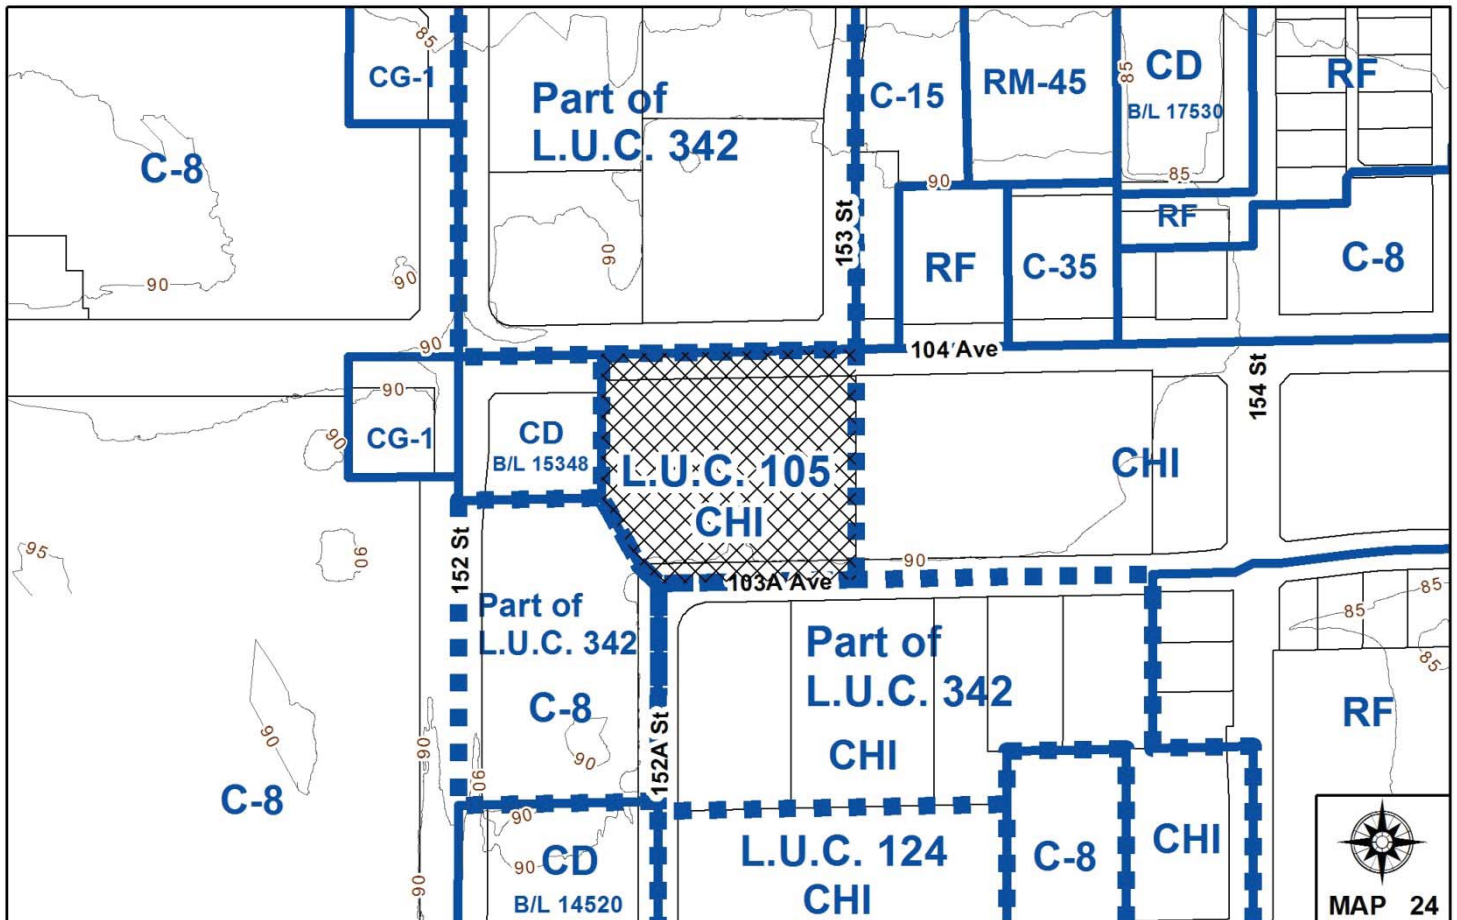 85
CG-1
C-8
90
90
Part of
L.U.C. 342
90
153 St
C-15
RM-45
CD
B/L 17530
85
85
RF
90
RF
C-35
RF
C-8
90
104 Ave
154 St
90
CG-1
90
CD
B/L 15348
L.U.C. 105
CHI
CHI
95
90
152 St
103A Ave
90
Part of
L.U.C. 342
C-8
90
152A St
Part of
L.U.C. 342
CHI
85
85
85
RF
90
C-8
90
90
90
90
90
CD
B/L 14520
L.U.C. 124
CHI
C-8
CHI
MAP 24